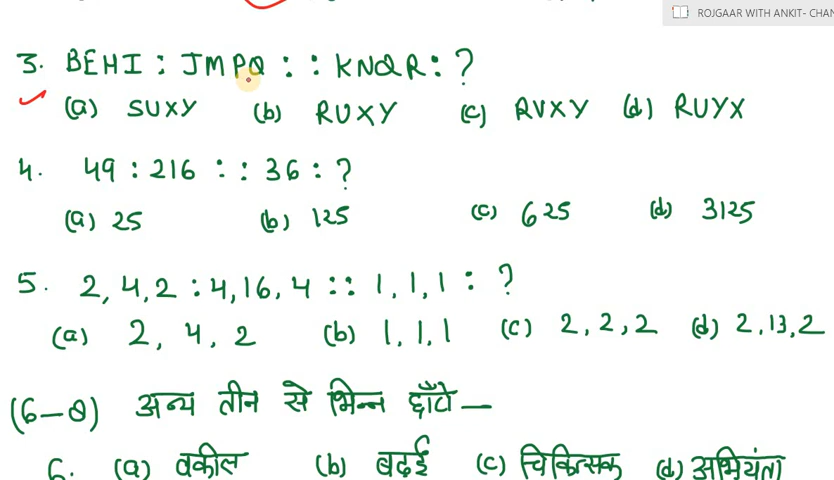 ROJGAAR WITH ANKIT- CHAN
3. BEHI : JMPQ : : KNQR : ?
(a) SUXY (b) RUXY (c) RVXY (d) RUYX
4. 49 : 216 : : 36 : ?
(a) 25 (b) 125 (c) 625 (d) 3125
5. 2, 4, 2 : 4, 16, 4 :: 1, 1, 1 : ?
(a) 2, 4, 2 (b) 1, 1, 1 (c) 2, 2, 2 (d) 2, 13, 2
(6-8) अन्य तीन से भिन्न छाँटे —
6. (a) वकील (b) बढ़ई (c) चिकित्सक (d) अभियंता